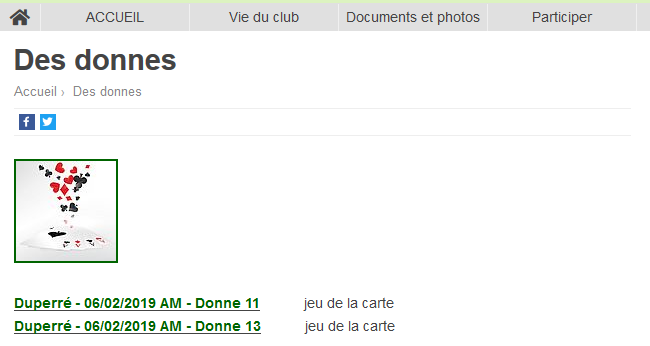 ACCUEIL Vie du club Documents et photos Participer
Des donnes
Accueil › Des donnes
Duperré - 06/02/2019 AM - Donne 11 jeu de la carte
Duperré - 06/02/2019 AM - Donne 13 jeu de la carte